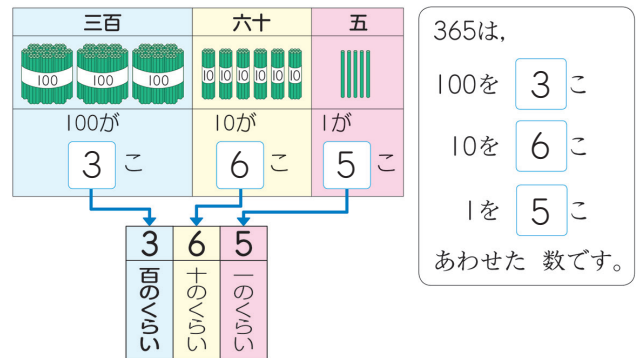 三百 六十 五
100 100 100 10 10 10 10 10 10
100が 10が 1が
3 こ 6 こ 5 こ
3 6 5
百のくらい 十のくらい 一のくらい
365は,
100を 3 こ
10を 6 こ
1を 5 こ
あわせた 数です。